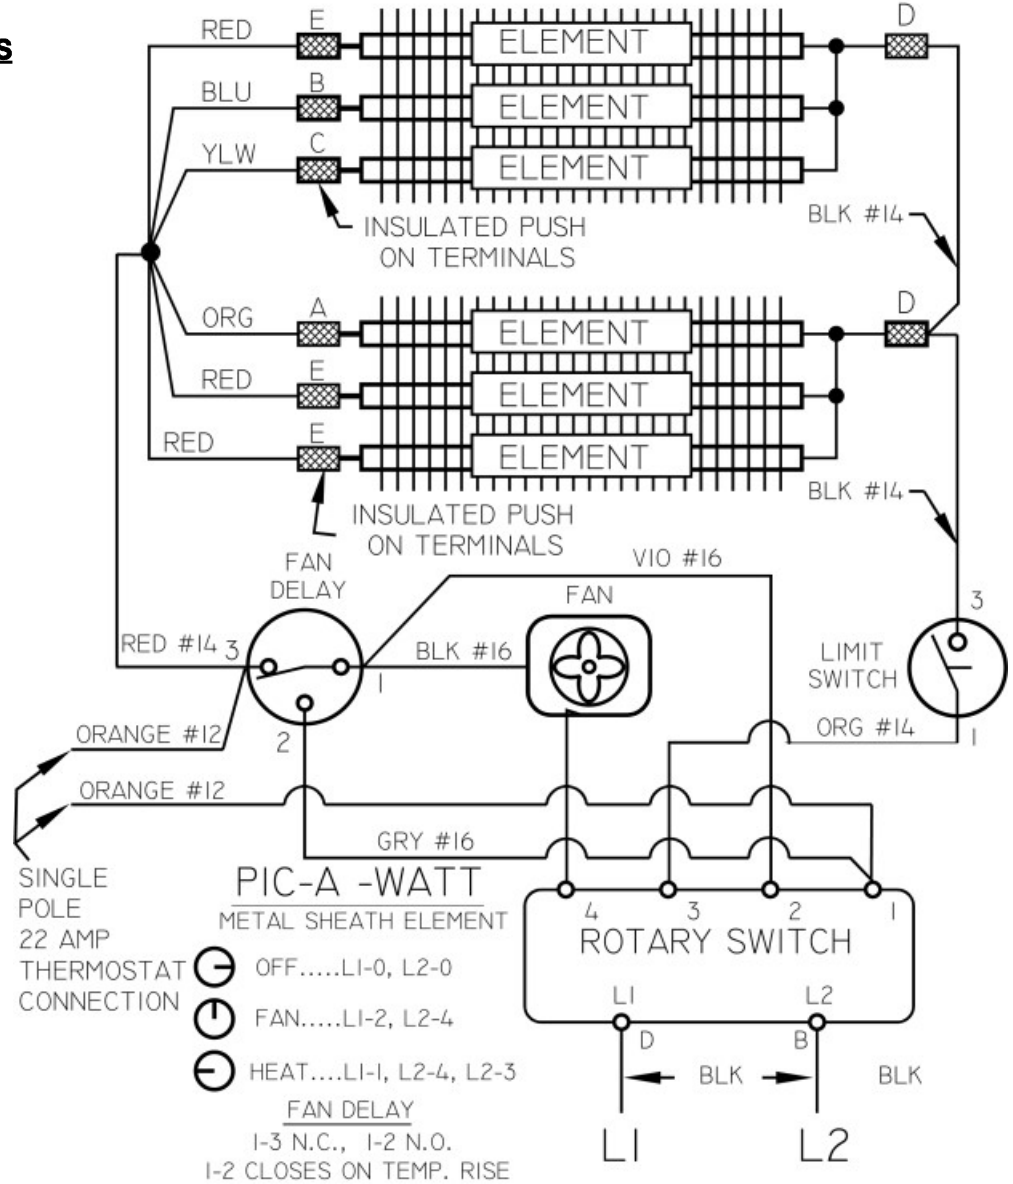 s
RED
E
ELEMENT
D
BLU
B
ELEMENT
YLW
C
ELEMENT
BLK #14
INSULATED PUSH
ON TERMINALS
ORG
A
ELEMENT
D
RED
E
ELEMENT
RED
E
ELEMENT
BLK #14
INSULATED PUSH
ON TERMINALS
FAN
DELAY
VIO #16
FAN
3
RED #14
3
BLK #16
1
LIMIT
SWITCH
ORANGE #12
2
ORG #14
1
ORANGE #12
GRY #16
SINGLE
POLE
22 AMP
THERMOSTAT
CONNECTION
PIC-A -WATT
METAL SHEATH ELEMENT
4 3 2 1
ROTARY SWITCH
OFF.....L1-0, L2-0
L1 L2
FAN.....L1-2, L2-4
D B
HEAT....L1-1, L2-4, L2-3
BLK BLK
FAN DELAY
1-3 N.C., 1-2 N.O.
1-2 CLOSES ON TEMP. RISE
L1 L2